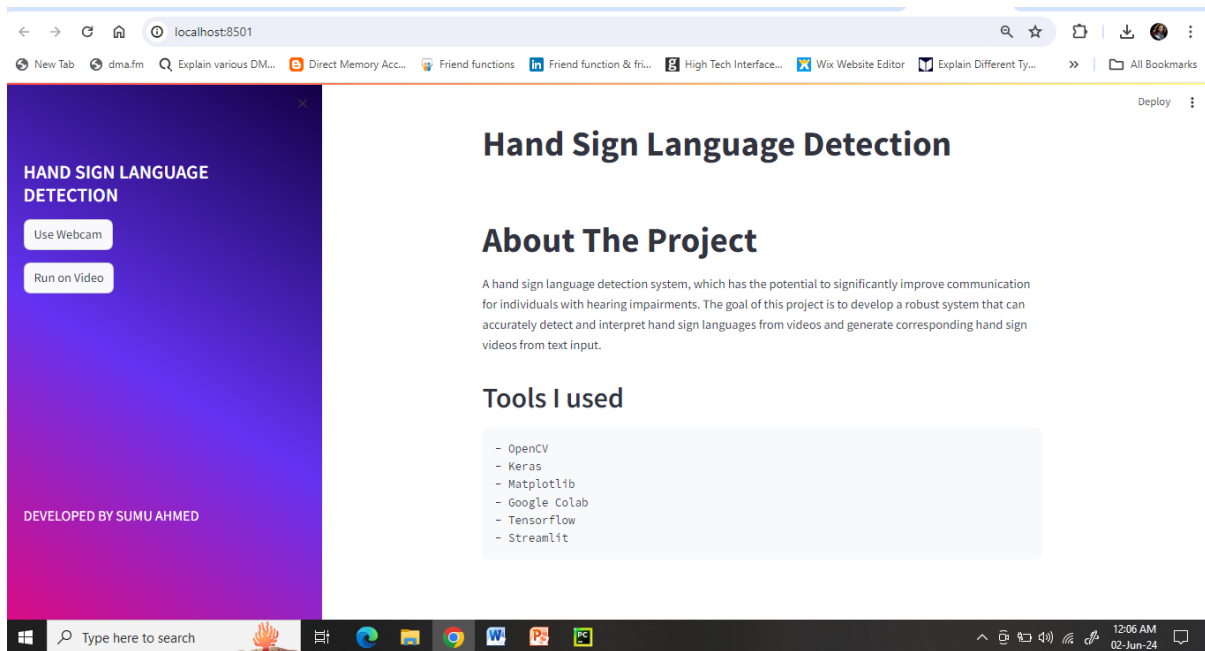 localhost:8501
New Tab
dma.fm
Explain various DM...
Direct Memory Acc...
Friend functions
Friend function & fri...
High Tech Interface...
Wix Website Editor
Explain Different Ty...
»
All Bookmarks
Deploy
HAND SIGN LANGUAGE
DETECTION
Use Webcam
Run on Video
DEVELOPED BY SUMU AHMED
Hand Sign Language Detection
About The Project
A hand sign language detection system, which has the potential to significantly improve communication
for individuals with hearing impairments. The goal of this project is to develop a robust system that can
accurately detect and interpret hand sign languages from videos and generate corresponding hand sign
videos from text input.
Tools I used
- OpenCV
- Keras
- Matplotlib
- Google Colab
- Tensorflow
- Streamlit
Type here to search
12:06 AM
02-Jun-24